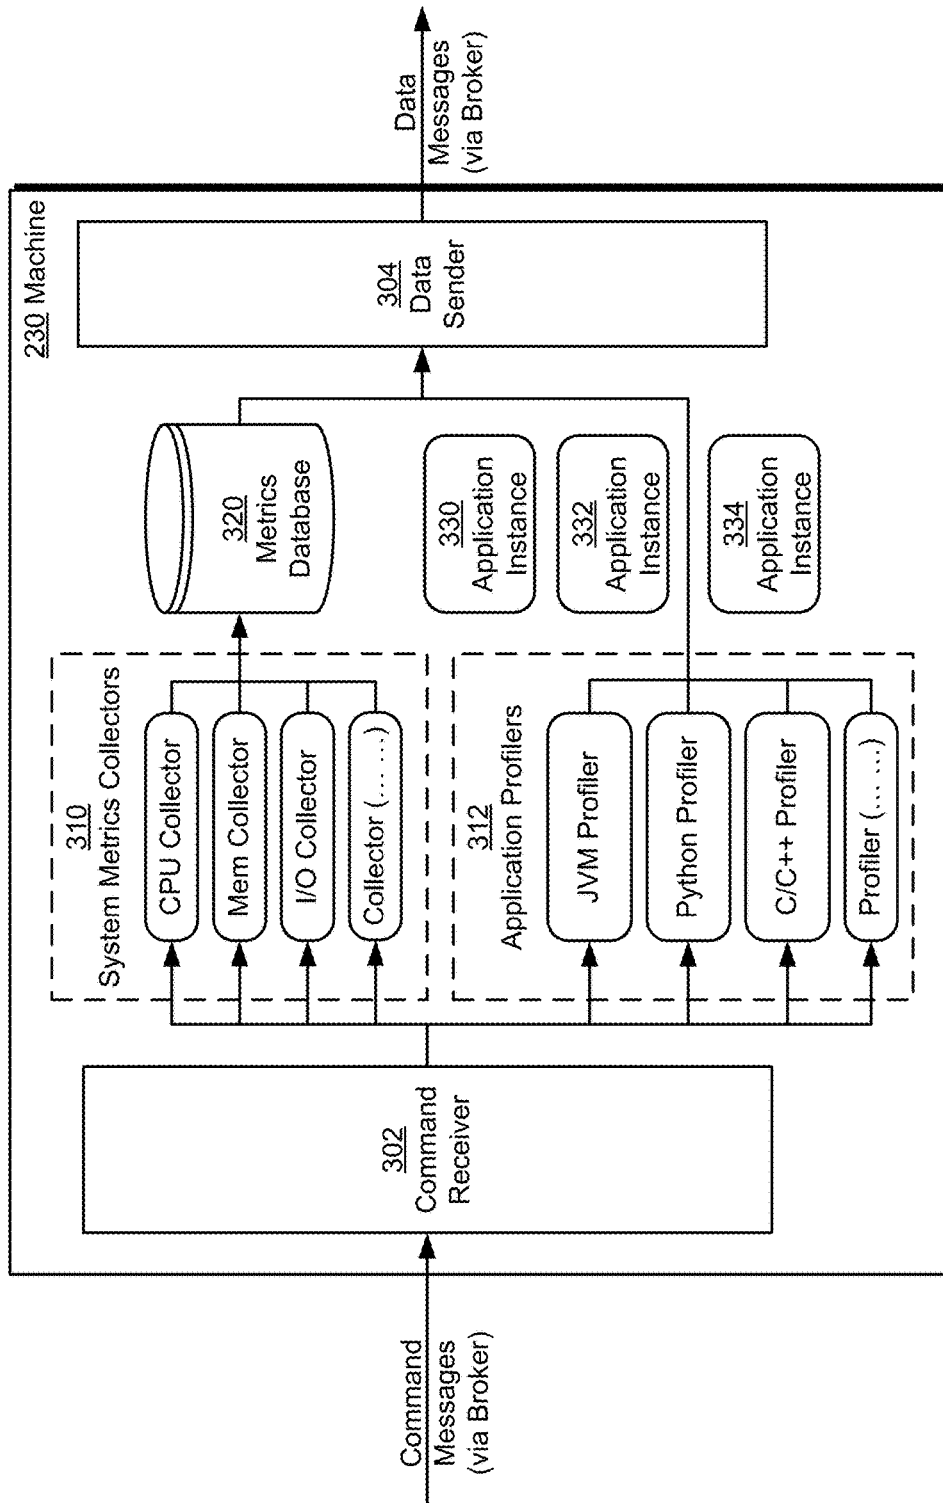 Command
Messages
(via Broker)
230 Machine
302
Command
Receiver
310
System Metrics Collectors
CPU Collector
Mem Collector
I/O Collector
Collector (... ...)
312
Application Profilers
JVM Profiler
Python Profiler
C/C++ Profiler
Profiler (... ...)
320
Metrics
Database
330
Application
Instance
332
Application
Instance
334
Application
Instance
304
Data
Sender
Data
Messages
(via Broker)